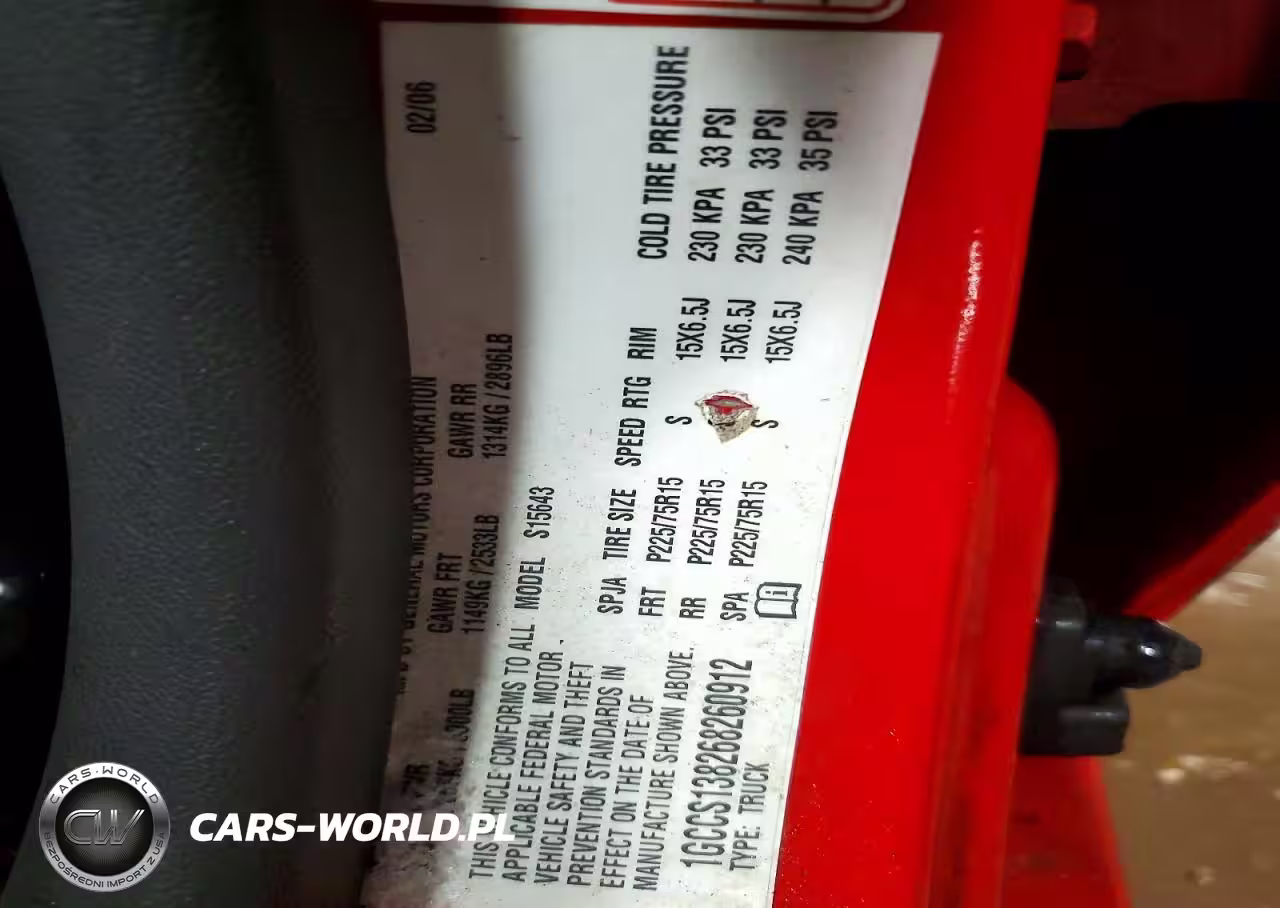 02/06
GENERAL MOTORS CORPORATION
GAWR FRT GAWR RR
1149KG /2533LB 1314KG /2896LB
THIS VEHICLE CONFORMS TO ALL MODEL S15643
APPLICABLE FEDERAL MOTOR
VEHICLE SAFETY AND THEFT
PREVENTION STANDARDS IN
EFFECT ON THE DATE OF
MANUFACTURE SHOWN ABOVE.
1GCCS138268260912
TYPE: TRUCK
SPJA TIRE SIZE SPEED RTG RIM COLD TIRE PRESSURE
FRT P225/75R15 S 15X6.5J 230 KPA 33 PSI
RR P225/75R15 15X6.5J 230 KPA 33 PSI
SPA P225/75R15 S 15X6.5J 240 KPA 35 PSI
CARS-WORLD
CW
BEZPOŚREDNI IMPORT Z USA
CARS-WORLD.PL